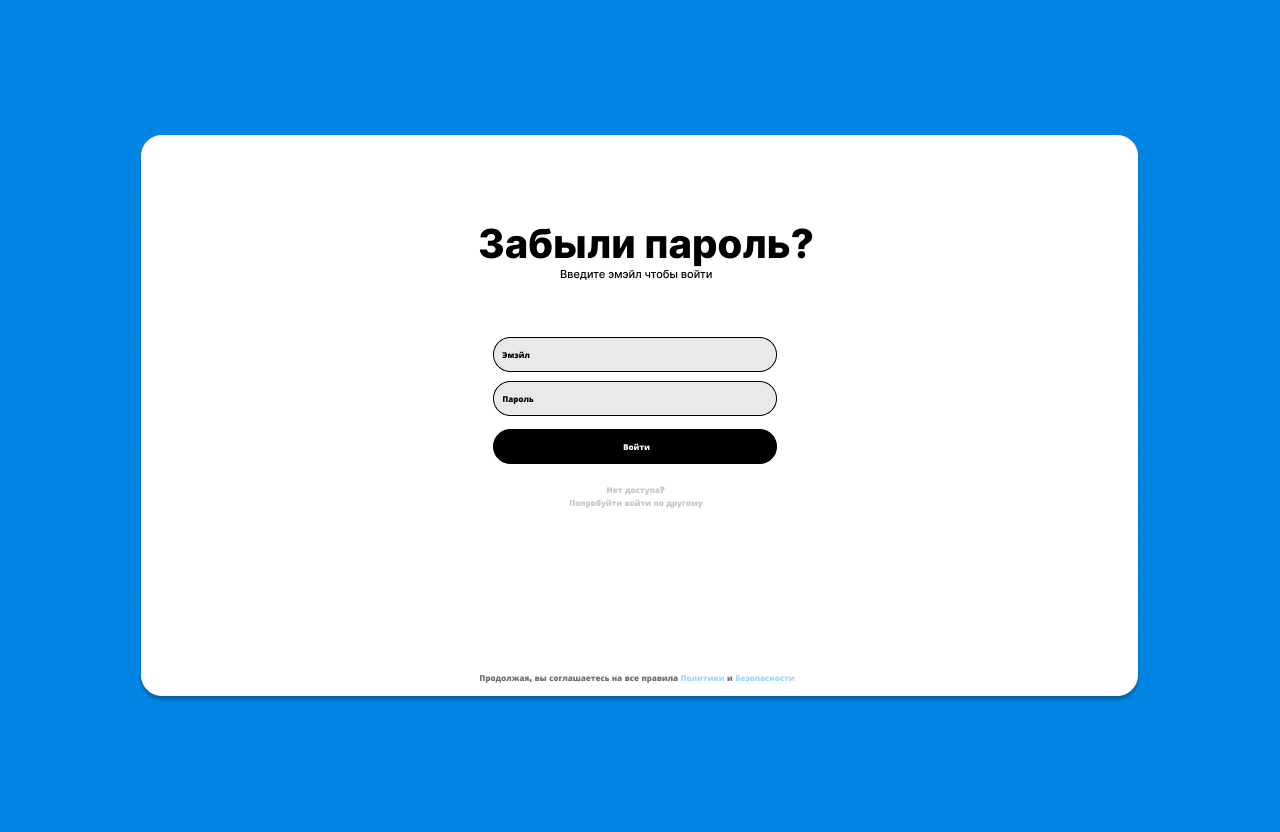 Забыли пароль?
Введите эмэйл чтобы войти
Эмэйл
Пароль
Войти
Нет доступа?
Попробуйти войти по другому
Продолжая, вы соглашаетесь на все правила Политики и Безопасности